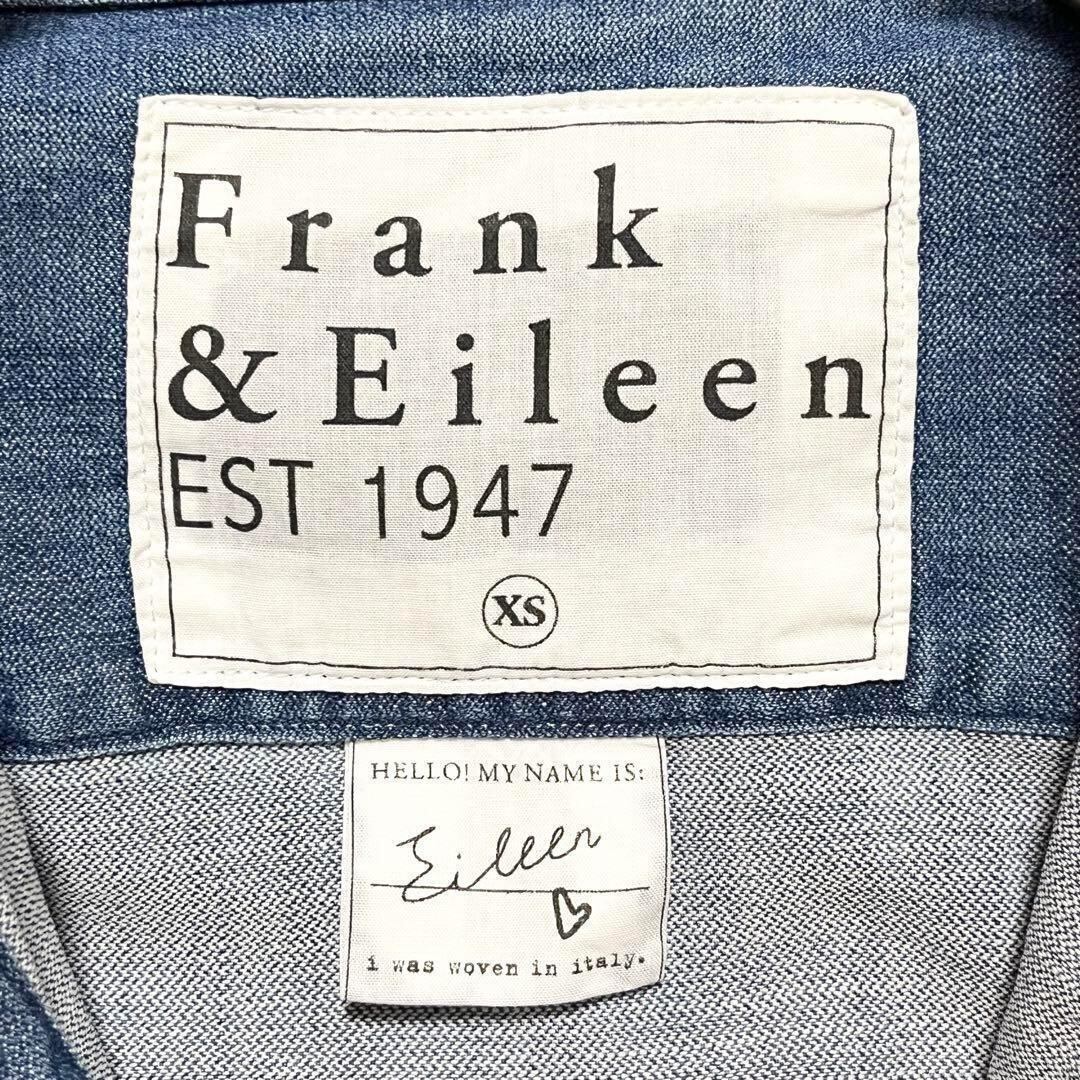 Frank
& Eileen
EST 1947
XS
HELLO! MY NAME IS:
Eileen
i was woven in italy.